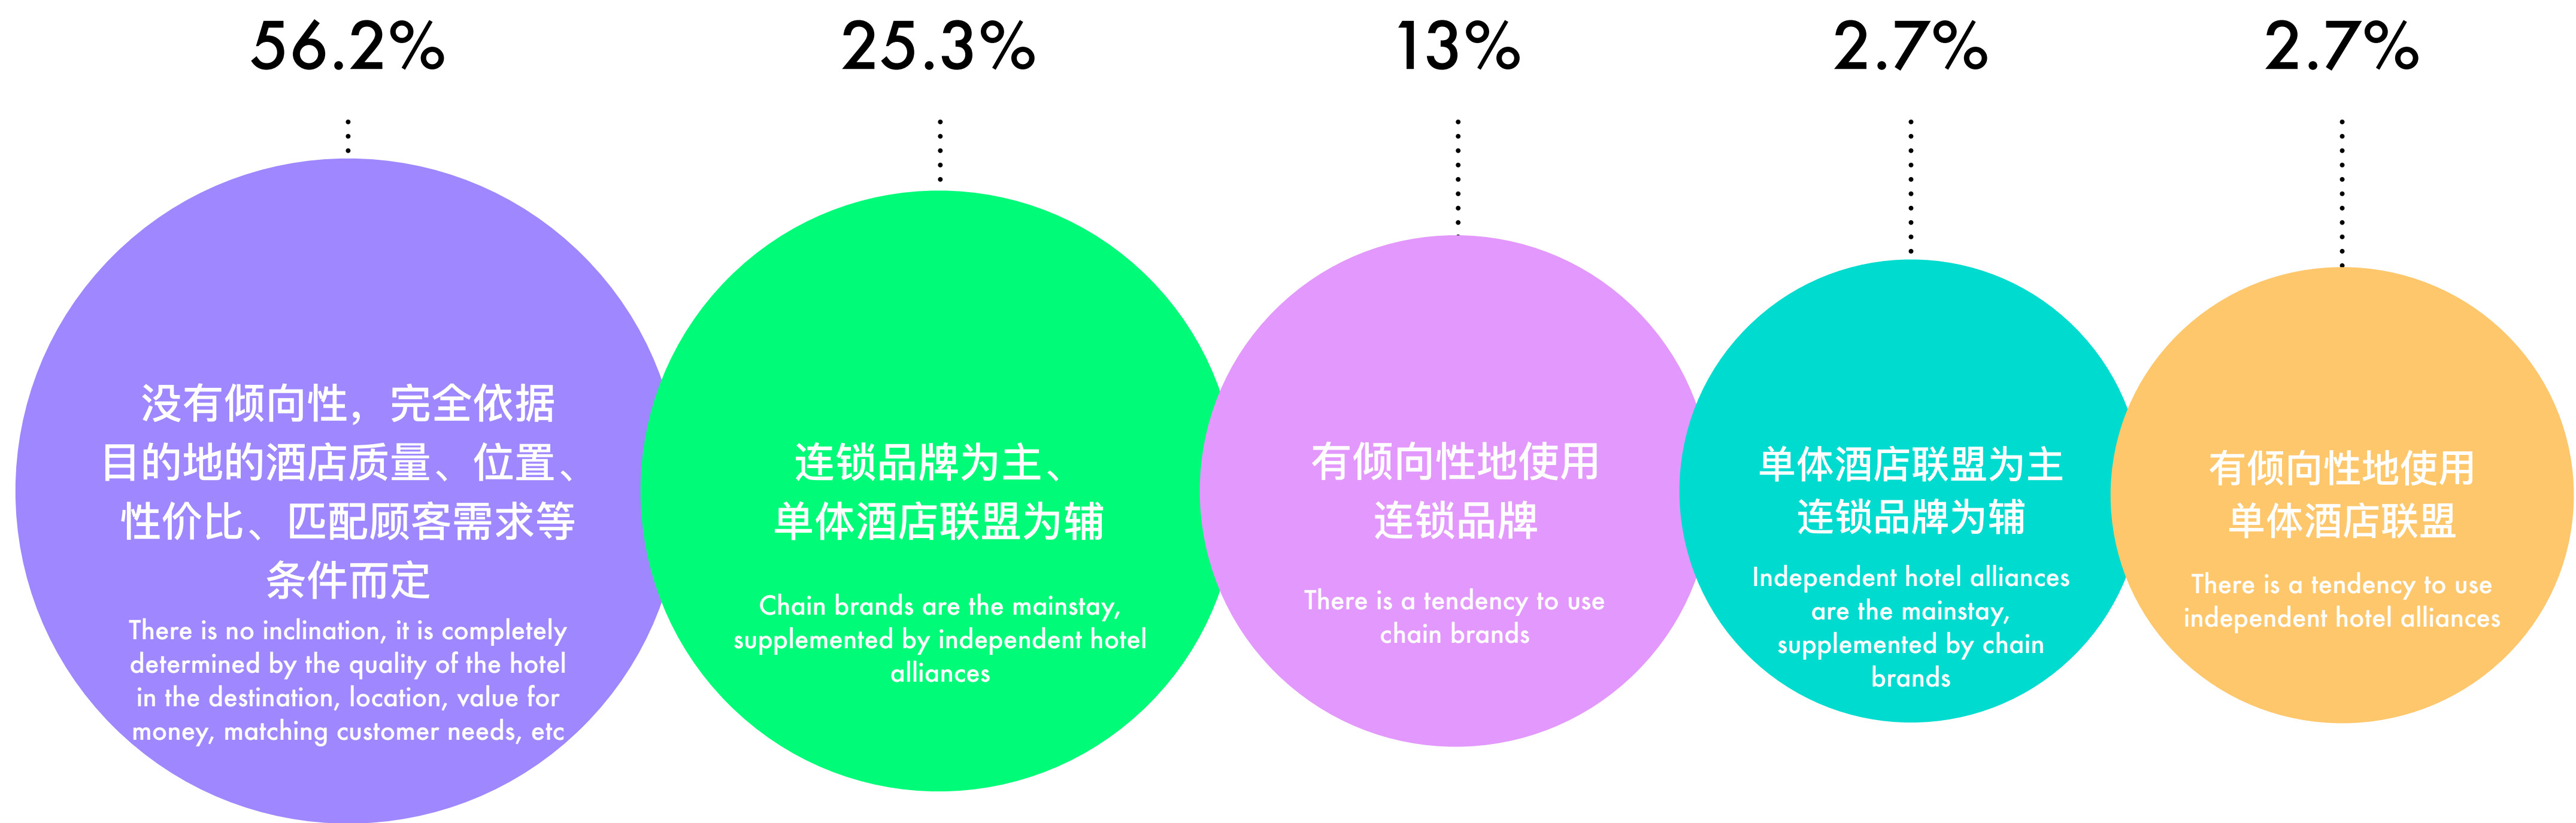 56.2%
25.3%
13%
2.7%
2.7%
没有倾向性，完全依据
目的地的酒店质量、位置、
性价比、匹配顾客需求等
条件而定
There is no inclination, it is completely
determined by the quality of the hotel
in the destination, location, value for
money, matching customer needs, etc
连锁品牌为主、
单体酒店联盟为辅
Chain brands are the mainstay,
supplemented by independent hotel
alliances
有倾向性地使用
连锁品牌
There is a tendency to use
chain brands
单体酒店联盟为主
连锁品牌为辅
Independent hotel alliances
are the mainstay,
supplemented by chain
brands
有倾向性地使用
单体酒店联盟
There is a tendency to use
independent hotel alliances